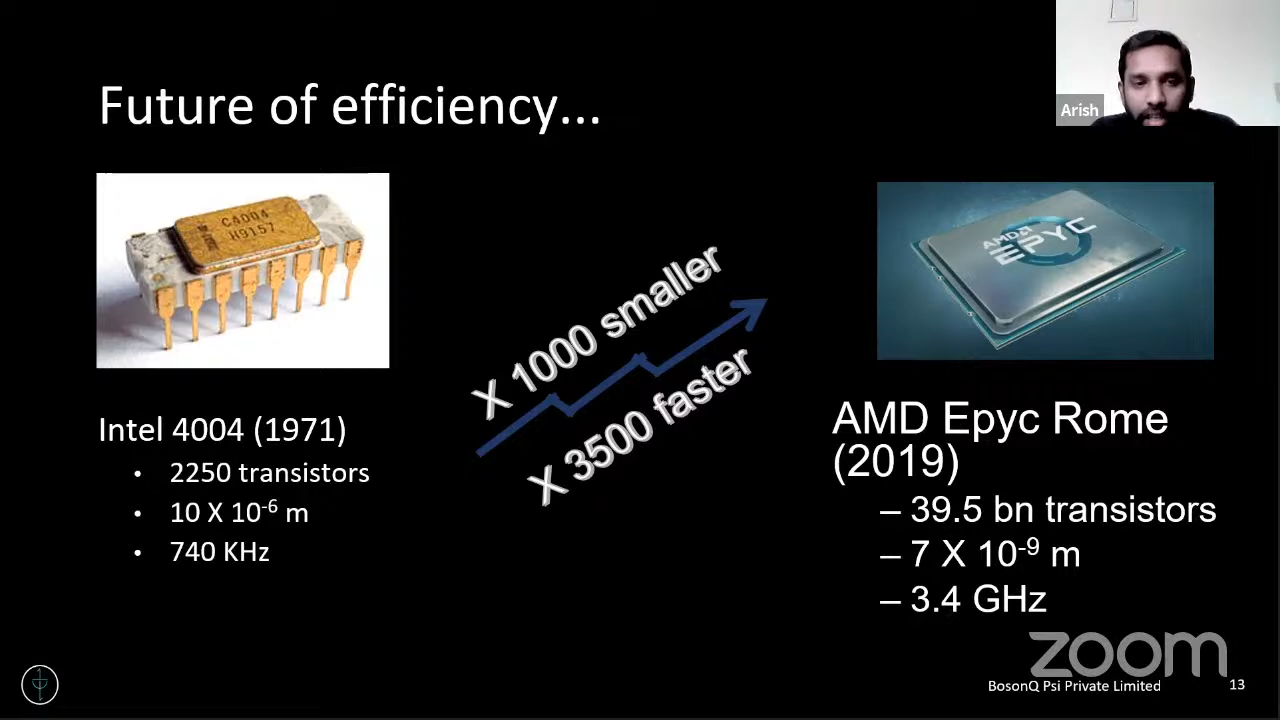 Arish
Future of efficiency...
C4004
H9157
AMD
EPYC
X 1000 smaller
X 3500 faster
Intel 4004 (1971)
• 2250 transistors
• 10 X 10⁻⁶ m
• 740 KHz
AMD Epyc Rome
(2019)
– 39.5 bn transistors
– 7 X 10⁻⁹ m
– 3.4 GHz
zoom
BosonQ Psi Private Limited
13